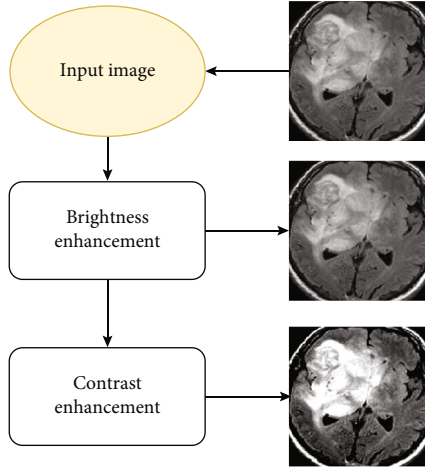 Input image
Brightness
enhancement
Contrast
enhancement